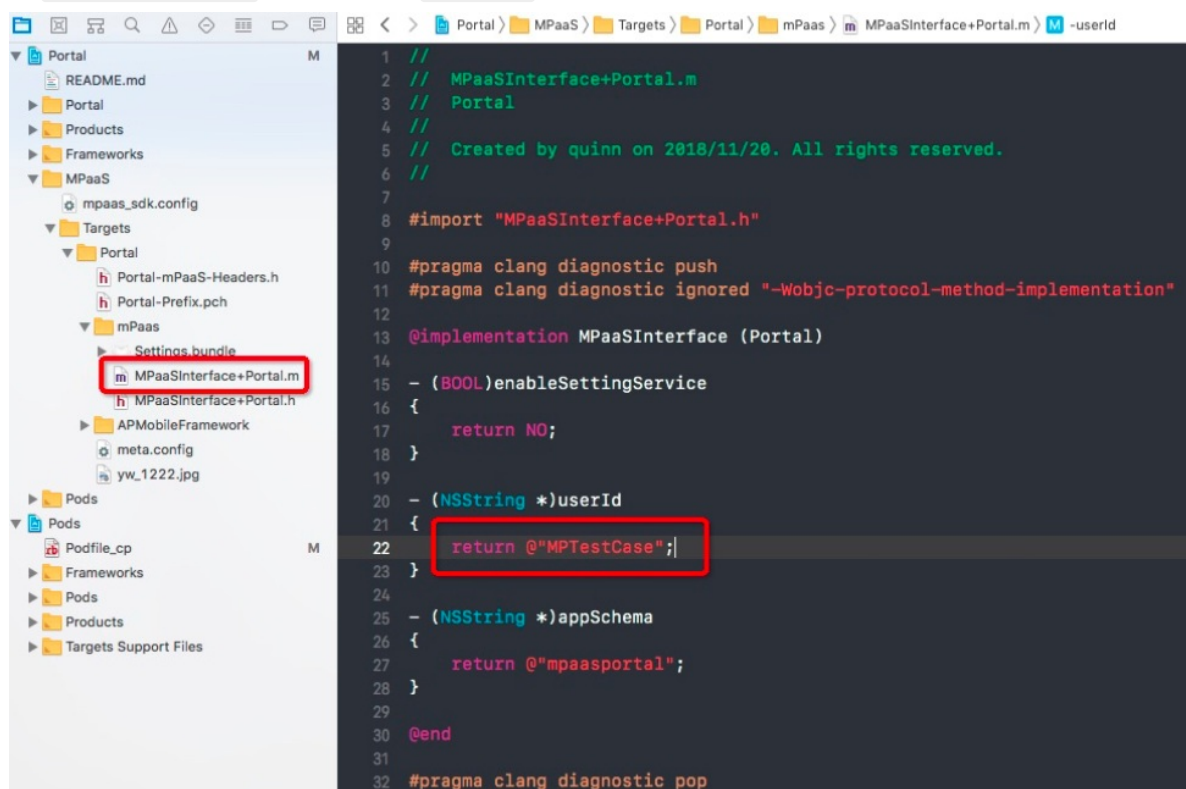 Portal
MPaaS
Targets
Portal
mPaas
MPaaSInterface+Portal.m
M -userId
Portal M
README.md
Portal
Products
Frameworks
MPaaS
mpaas_sdk.config
Targets
Portal
h Portal-mPaaS-Headers.h
h Portal-Prefix.pch
mPaas
Settings.bundle
m MPaaSInterface+Portal.m
h MPaaSInterface+Portal.h
APMobileFramework
meta.config
yw_1222.jpg
Pods
Pods
Podfile_cp M
Frameworks
Pods
Products
Targets Support Files
1 //
2 // MPaaSInterface+Portal.m
3 // Portal
4 //
5 // Created by quinn on 2018/11/20. All rights reserved.
6 //
7
8 #import "MPaaSInterface+Portal.h"
9
10 #pragma clang diagnostic push
11 #pragma clang diagnostic ignored "-Wobjc-protocol-method-implementation"
12
13 @implementation MPaaSInterface (Portal)
14
15 - (BOOL)enableSettingService
16 {
17 return NO;
18 }
19
20 - (NSString *)userId
21 {
22 return @"MPTestCase";
23 }
24
25 - (NSString *)appSchema
26 {
27 return @"mpaasportal";
28 }
29
30 @end
31
32 #pragma clang diagnostic pop